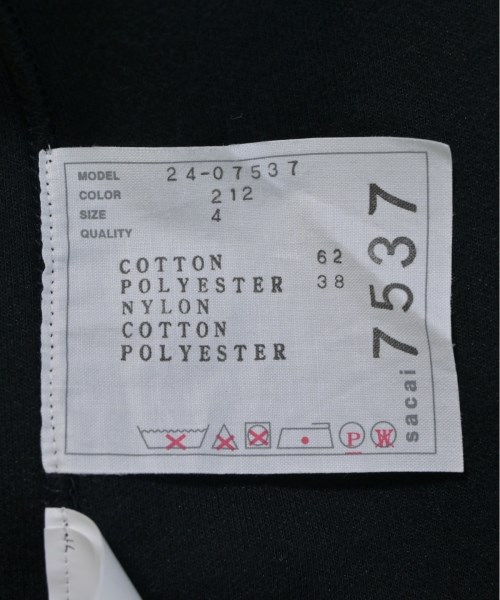 MODEL 24-07537
COLOR 212
SIZE 4
QUALITY
COTTON 62
POLYESTER 38
NYLON
COTTON
POLYESTER
P W
sacai 7537